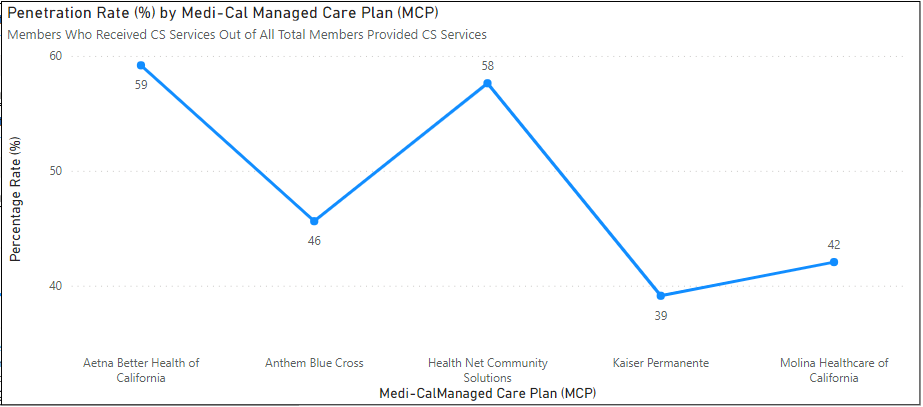 Penetration Rate (%) by Medi-Cal Managed Care Plan (MCP)
Members Who Received CS Services Out of All Total Members Provided CS Services
60
58
59
50
Percentage Rate (%)
46
42
40
39
Aetna Better Health of
California
Anthem Blue Cross
Health Net Community
Solutions
Kaiser Permanente
Molina Healthcare of
California
Medi-CalManaged Care Plan (MCP)